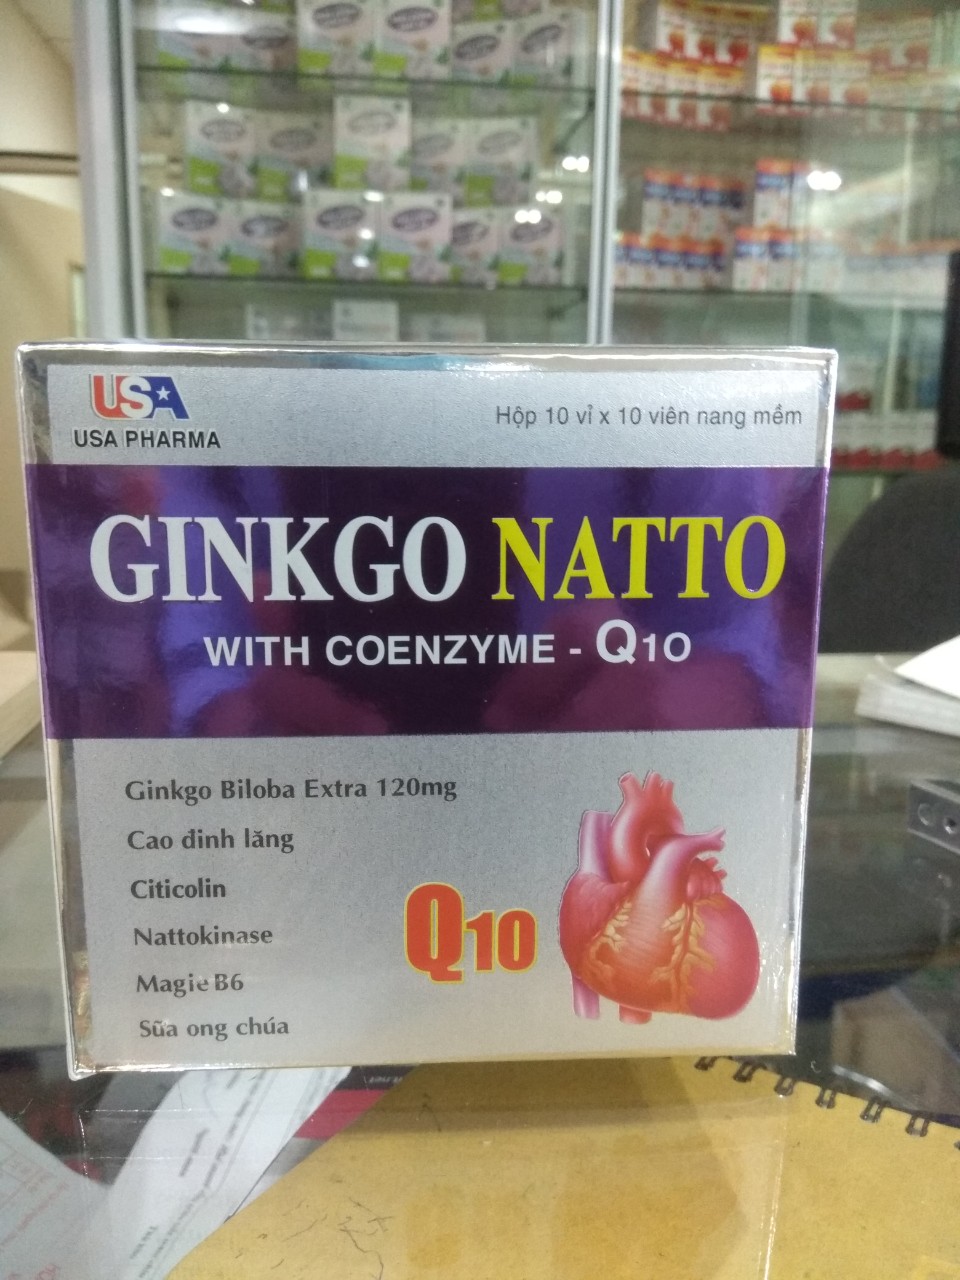 USA
USA PHARMA
Hộp 10 vỉ x 10 viên nang mềm
GINKGO NATTO
WITH COENZYME - Q10
Ginkgo Biloba Extra 120mg
Cao đinh lăng
Citicolin
Nattokinase
Magie B6
Sữa ong chúa
Q10